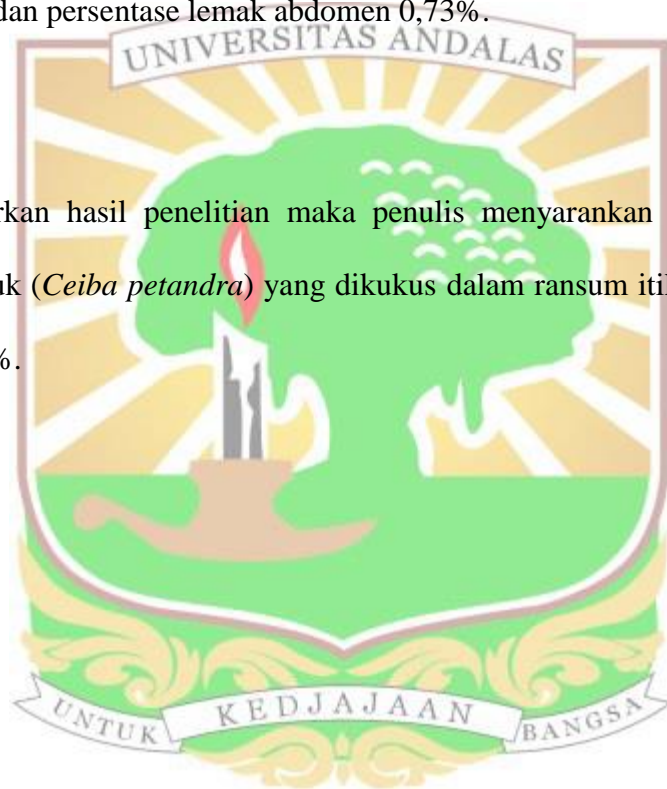 dan persentase lemak abdomen 0,73%.
UNIVERSITAS ANDALAS
rkan hasil penelitian maka penulis menyarankan
uk (Ceiba petandra) yang dikukus dalam ransum iti
%.
UNTUK KEDJAJAAN BANGSA